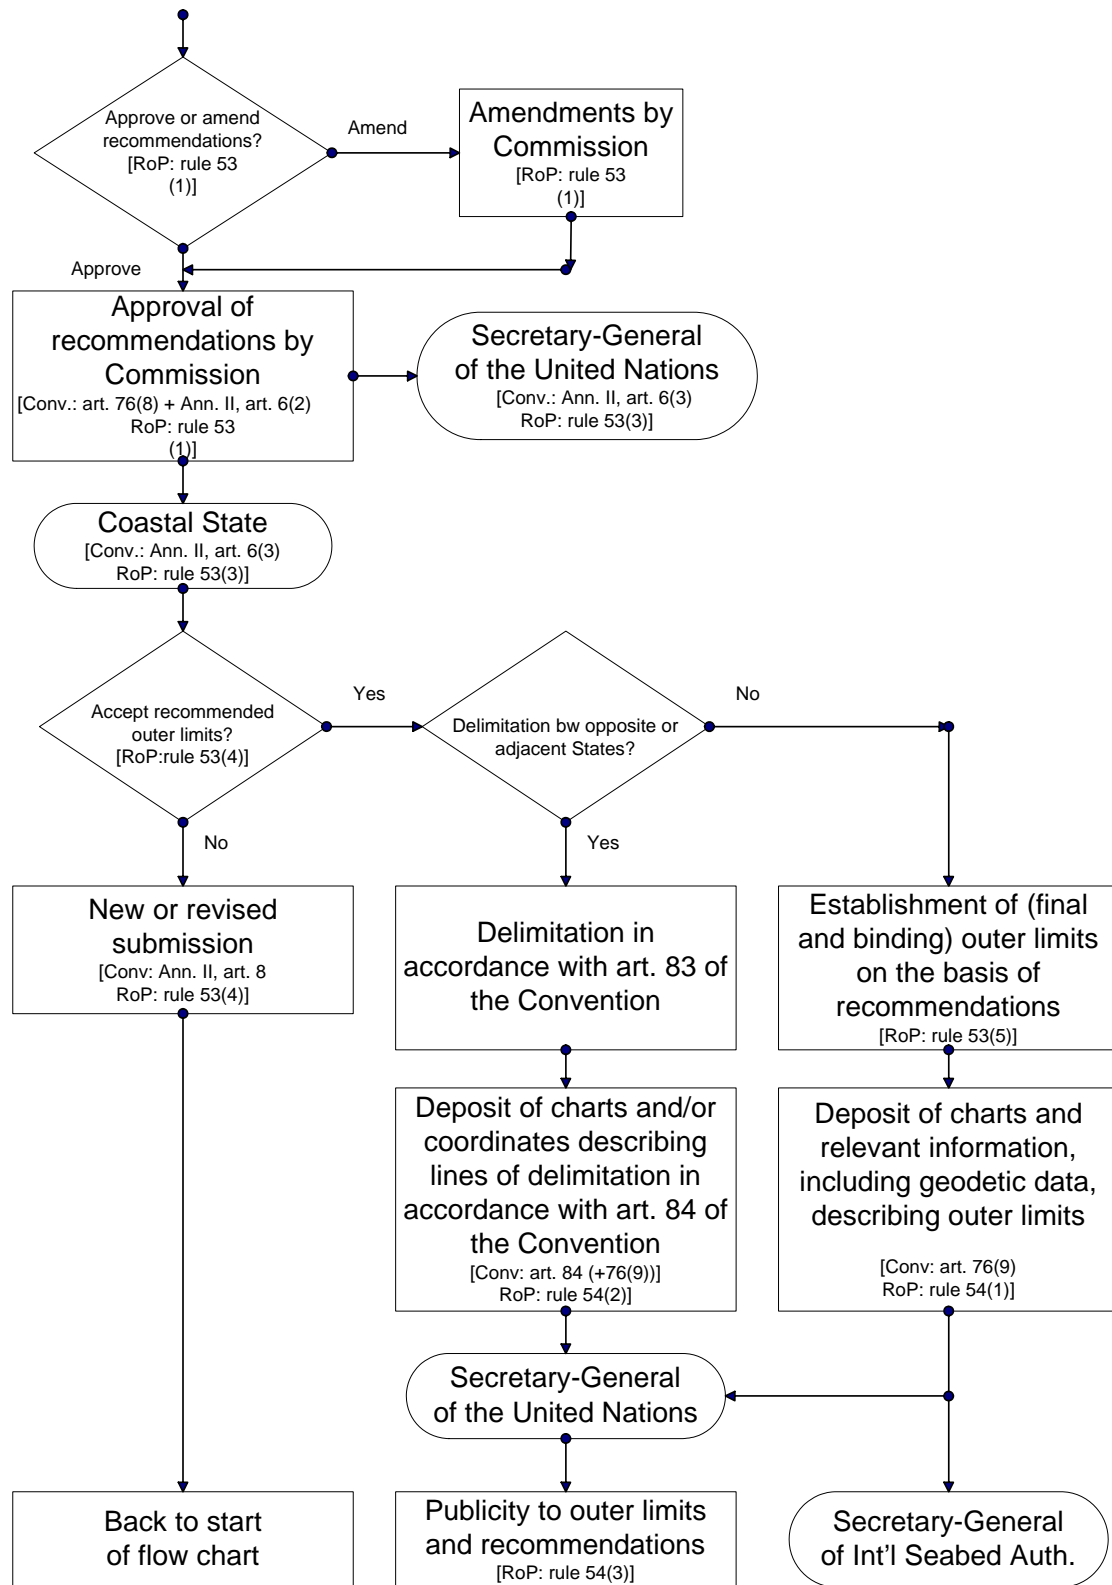 Approve or amend
recommendations?
[RoP: rule 53
(1)]
Amend
Amendments by
Commission
[RoP: rule 53
(1)]
Approve
Approval of
recommendations by
Commission
[Conv.: art. 76(8) + Ann. II, art. 6(2)
RoP: rule 53
(1)]
Secretary-General
of the United Nations
[Conv.: Ann. II, art. 6(3)
RoP: rule 53(3)]
Coastal State
[Conv.: Ann. II, art. 6(3)
RoP: rule 53(3)]
Accept recommended
outer limits?
[RoP:rule 53(4)]
Yes
Delimitation bw opposite or
adjacent States?
No
No
Yes
New or revised
submission
[Conv: Ann. II, art. 8
RoP: rule 53(4)]
Delimitation in
accordance with art. 83 of
the Convention
Establishment of (final
and binding) outer limits
on the basis of
recommendations
[RoP: rule 53(5)]
Deposit of charts and/or
coordinates describing
lines of delimitation in
accordance with art. 84 of
the Convention
[Conv: art. 84 (+76(9))]
RoP: rule 54(2)]
Deposit of charts and
relevant information,
including geodetic data,
describing outer limits
[Conv: art. 76(9)
RoP: rule 54(1)]
Secretary-General
of the United Nations
Back to start
of flow chart
Publicity to outer limits
and recommendations
[RoP: rule 54(3)]
Secretary-General
of Int'l Seabed Auth.